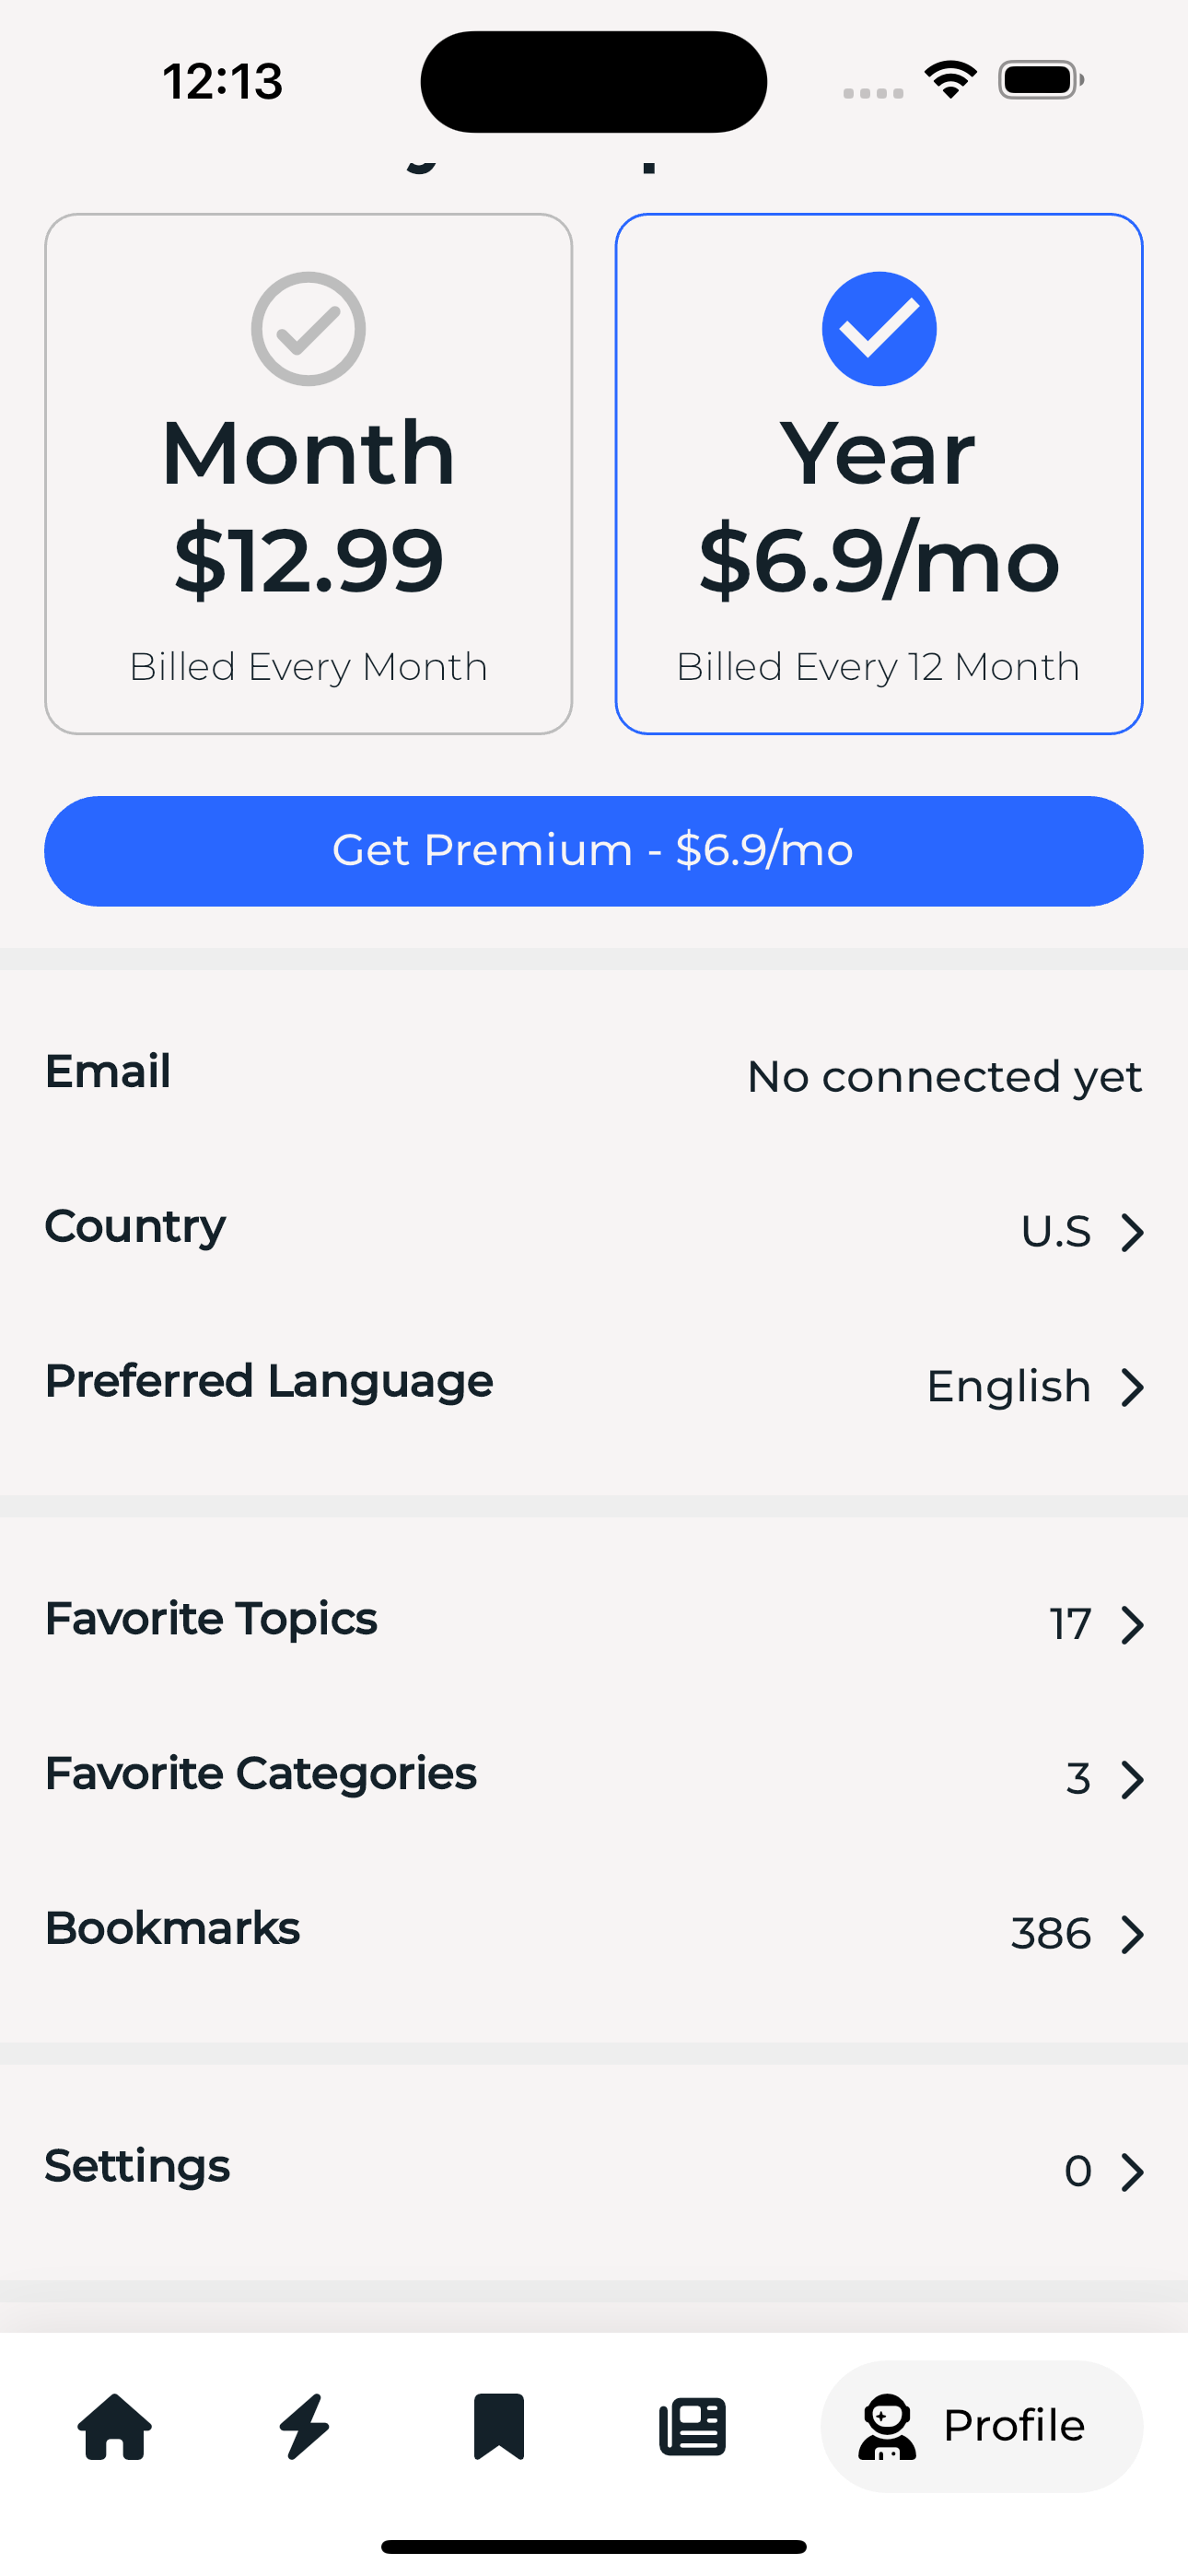 12:13
Month
$12.99
Billed Every Month
Year
$6.9/mo
Billed Every 12 Month
Get Premium - $6.9/mo
Email
No connected yet
Country
U.S
Preferred Language
English
Favorite Topics
17
Favorite Categories
3
Bookmarks
386
Settings
0
Profile